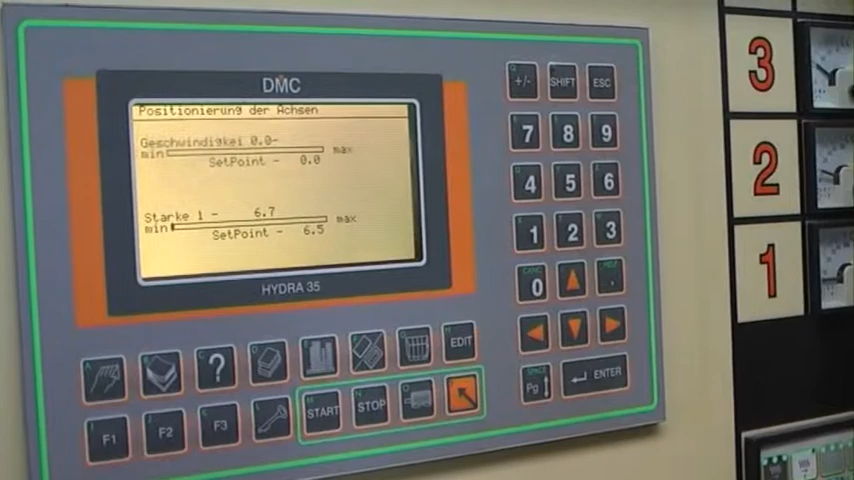 DMC
Positionierung der Achsen
Geschwindigkei 0.0-
min max
SetPoint - 0.0
Starke 1 - 6.7
min max
SetPoint - 6.5
HYDRA 35
+/- SHIFT ESC
7 8 9
4 5 6
1 2 3
0 .
SPACE
Pg ENTER
? EDIT
START STOP
F1 F2 F3
3
2
1